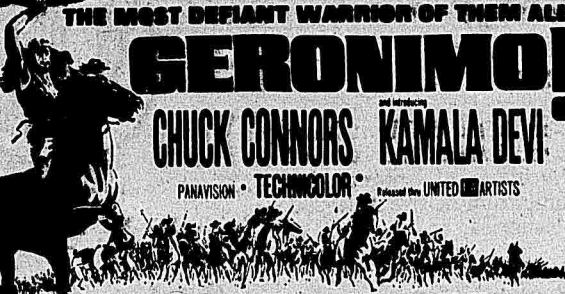 THE MOST DEFIANT WARRIOR OF THEM ALL
GERONIMO!
CHUCK CONNORS
and introducing
KAMALA DEVI
PANAVISION • TECHNICOLOR •
Released thru UNITED ARTISTS